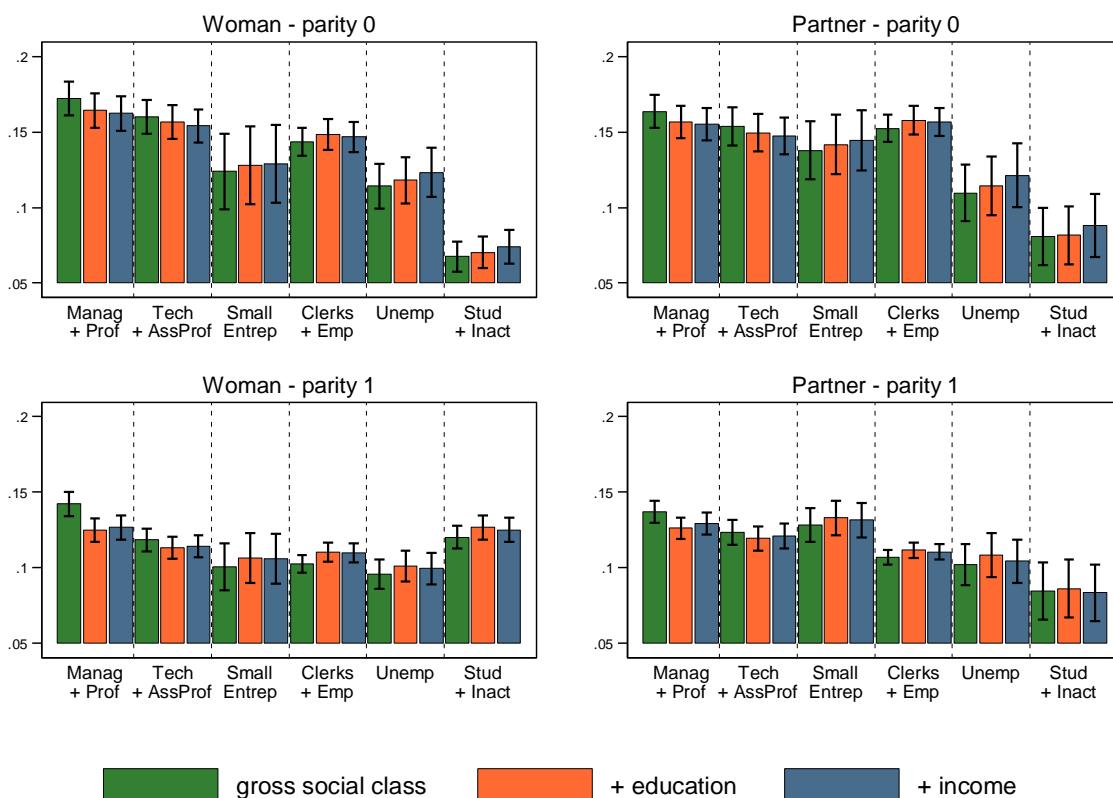 Woman - parity 0
.2
.15
.1
.05
Manag + Prof
Tech + AssProf
Small Entrep
Clerks + Emp
Unemp
Stud + Inact
Partner - parity 0
.2
.15
.1
.05
Manag + Prof
Tech + AssProf
Small Entrep
Clerks + Emp
Unemp
Stud + Inact
Woman - parity 1
.2
.15
.1
.05
Manag + Prof
Tech + AssProf
Small Entrep
Clerks + Emp
Unemp
Stud + Inact
Partner - parity 1
.2
.15
.1
.05
Manag + Prof
Tech + AssProf
Small Entrep
Clerks + Emp
Unemp
Stud + Inact
gross social class
+ education
+ income